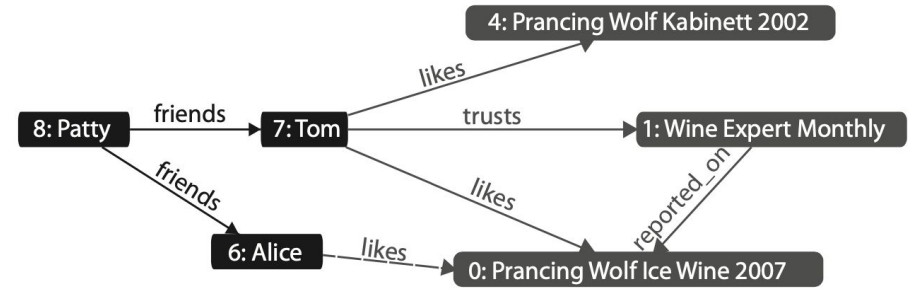 4: Prancing Wolf Kabinett 2002
likes
friends
trusts
8: Patty
7: Tom
1: Wine Expert Monthly
friends
likes
reported_on
6: Alice
likes
0: Prancing Wolf Ice Wine 2007